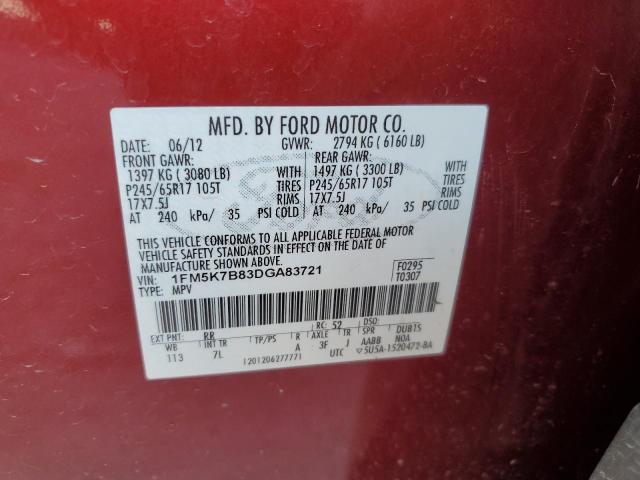 MFD. BY FORD MOTOR CO.
DATE: 06/12 GVWR: 2794 KG ( 6160 LB)
FRONT GAWR: REAR GAWR:
1397 KG ( 3080 LB) WITH 1497 KG ( 3300 LB) WITH
P245/65R17 105T TIRES P245/65R17 105T TIRES
17X7.5J RIMS 17X7.5J RIMS
AT 240 kPa/ 35 PSI COLD AT 240 kPa/ 35 PSI COLD
THIS VEHICLE CONFORMS TO ALL APPLICABLE FEDERAL MOTOR
VEHICLE SAFETY STANDARDS IN EFFECT ON THE DATE OF
MANUFACTURE SHOWN ABOVE.
VIN: 1FM5K7B83DGA83721 F0295
TYPE: MPV T0307
EXT PNT: RR RC: 52 DSO:
WB INT TR TP/PS R AXLE TR SPR DUBTS
113 7L A 3F J AABB NOA
I201206277771 UTC 5U5A-1520472-BA